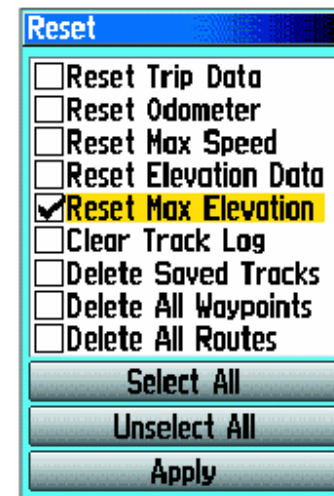 Reset
Reset Trip Data
Reset Odometer
Reset Max Speed
Reset Elevation Data
Reset Max Elevation
Clear Track Log
Delete Saved Tracks
Delete All Waypoints
Delete All Routes
Select All
Unselect All
Apply